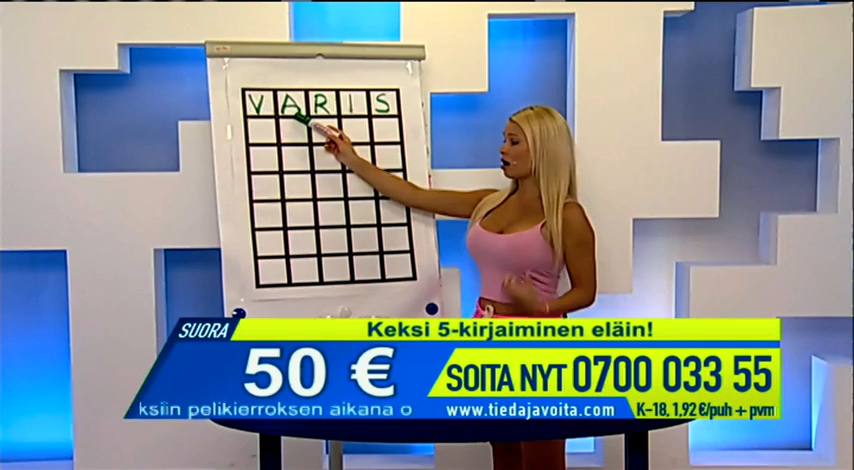 VARIS
SUORA
Keksi 5-kirjaiminen eläin!
50 €
SOITA NYT 0700 033 55
ksiin pelikierroksen aikana o
www.tiedajavoita.com
K-18, 1,92 €/puh + pvm